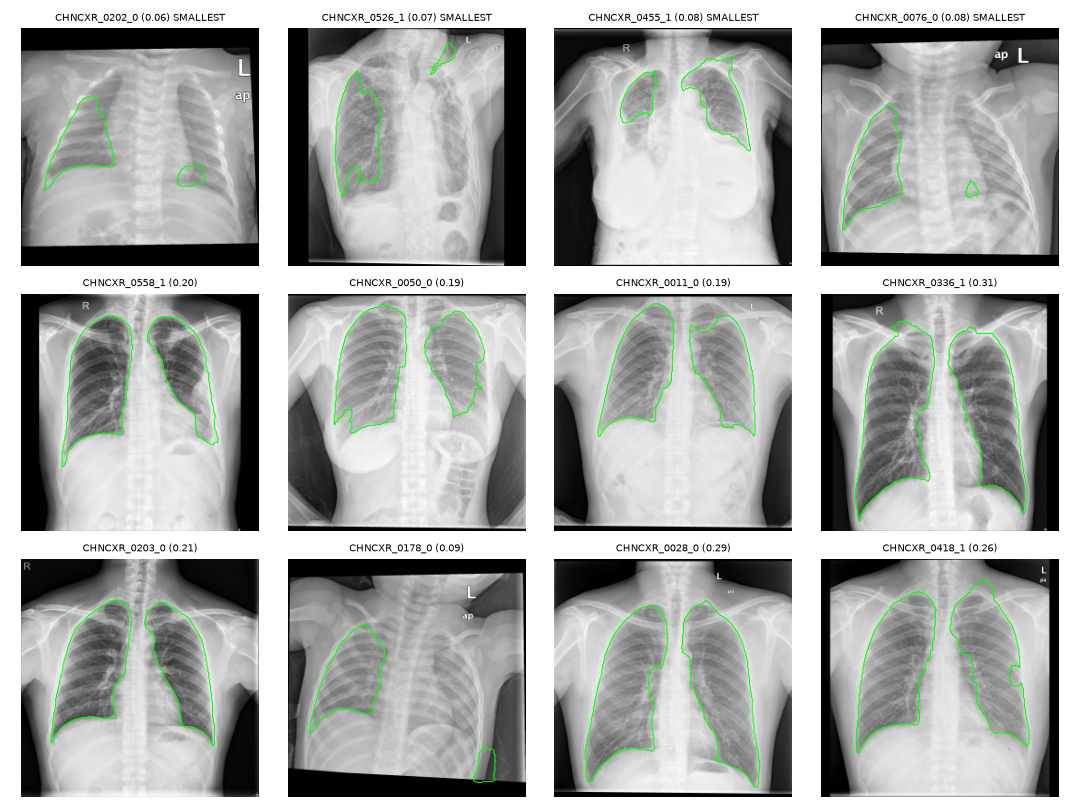 CHNCXR_0202_0 (0.06) SMALLEST
CHNCXR_0526_1 (0.07) SMALLEST
CHNCXR_0455_1 (0.08) SMALLEST
CHNCXR_0076_0 (0.08) SMALLEST
L
ap
L
R
ap L
CHNCXR_0558_1 (0.20)
CHNCXR_0050_0 (0.19)
CHNCXR_0011_0 (0.19)
CHNCXR_0336_1 (0.31)
R
L
L
R
CHNCXR_0203_0 (0.21)
CHNCXR_0178_0 (0.09)
CHNCXR_0028_0 (0.29)
CHNCXR_0418_1 (0.26)
R
L
ap
L
pa
L
pa